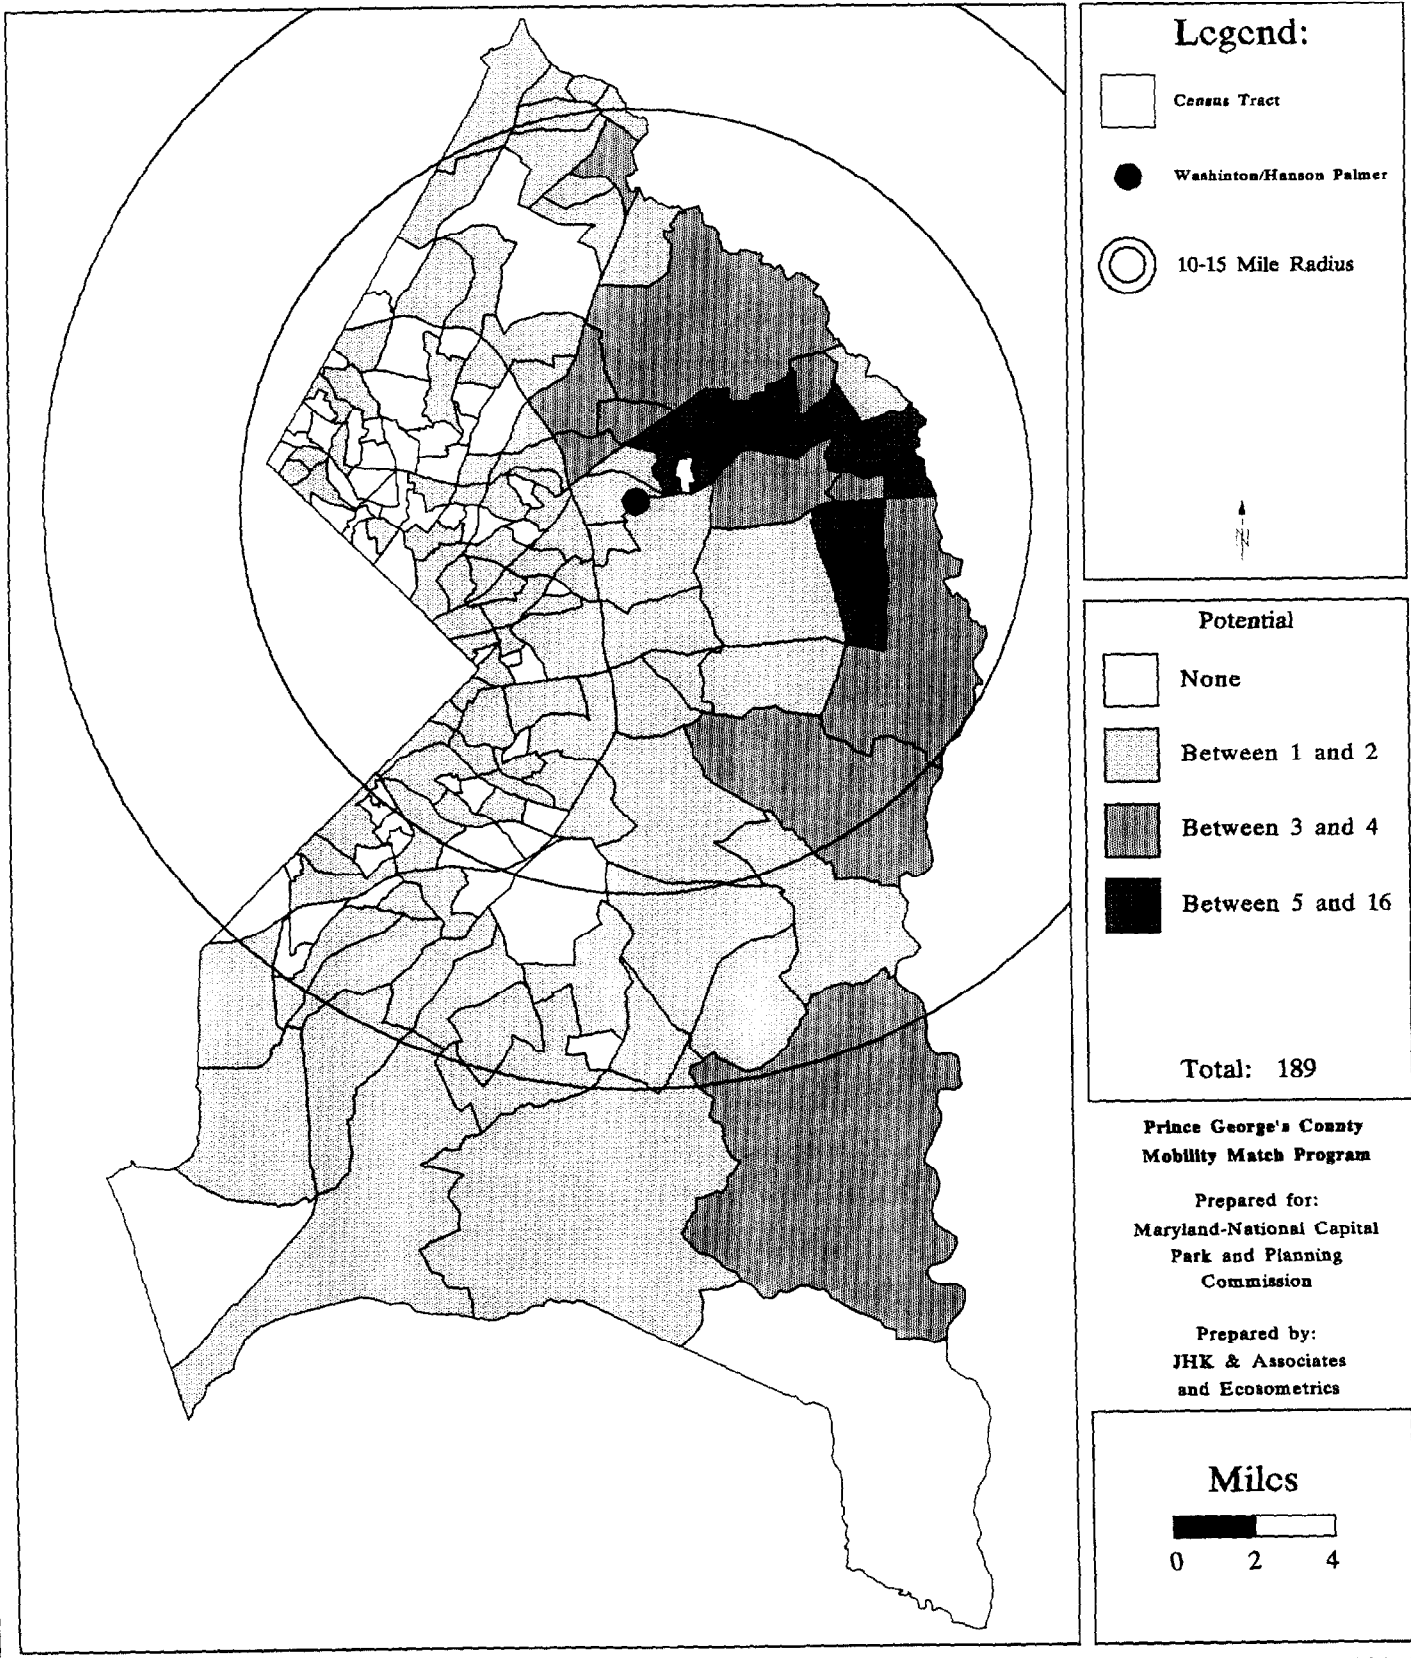 Legend:
Census Tract
Washinton/Hanson Palmer
10-15 Mile Radius
N
Potential
None
Between 1 and 2
Between 3 and 4
Between 5 and 16
Total: 189
Prince George's County
Mobility Match Program
Prepared for:
Maryland-National Capital
Park and Planning
Commission
Prepared by:
JHK & Associates
and Ecosometrics
Miles
0 2 4